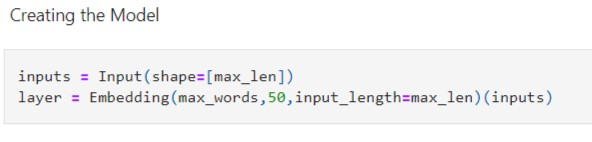 Creating the Model
inputs = Input(shape=[max_len])
layer = Embedding(max_words,50,input_length=max_len)(inputs)